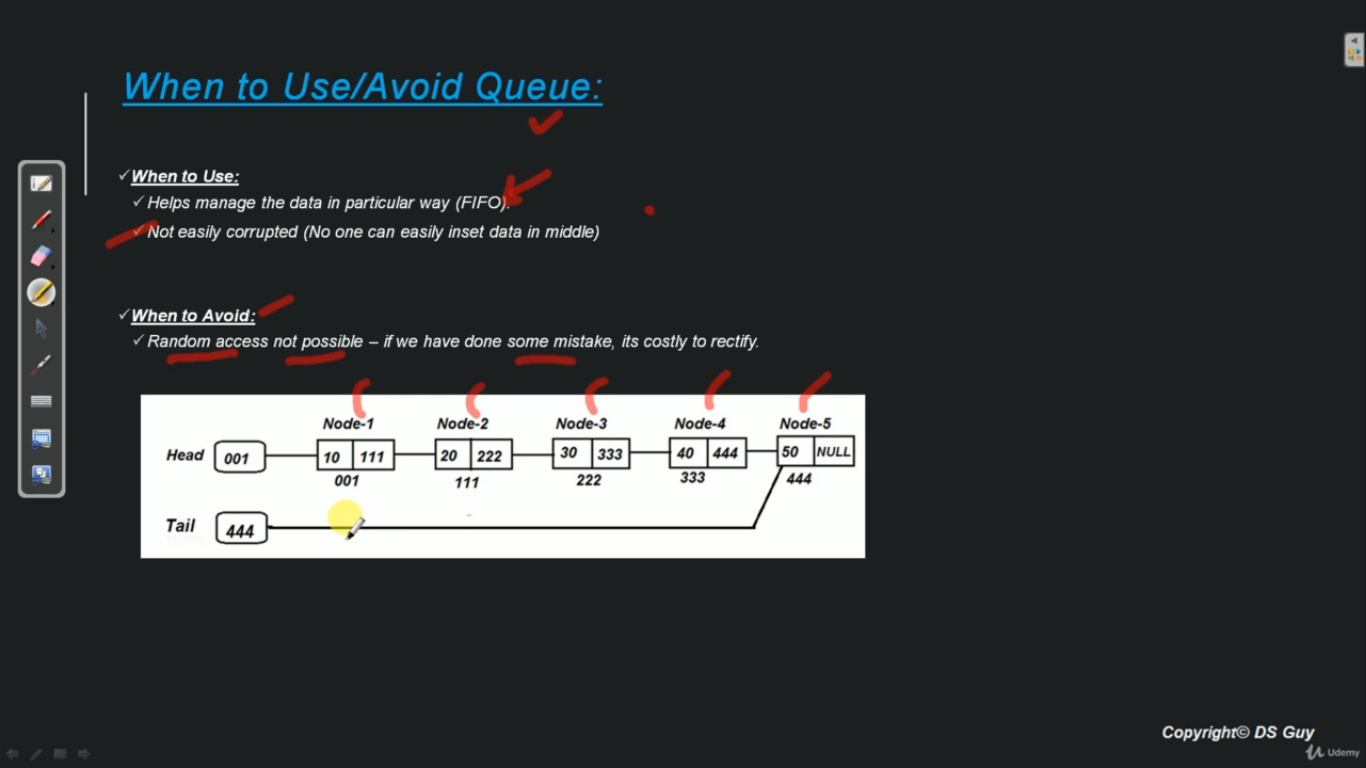 When to Use/Avoid Queue:
When to Use:
Helps manage the data in particular way (FIFO).
Not easily corrupted (No one can easily inset data in middle)
When to Avoid:
Random access not possible – if we have done some mistake, its costly to rectify.
Node-1 Node-2 Node-3 Node-4 Node-5
Head 001 10 111 20 222 30 333 40 444 50 NULL
001 111 222 333 444
Tail 444
Copyright© DS Guy
Udemy